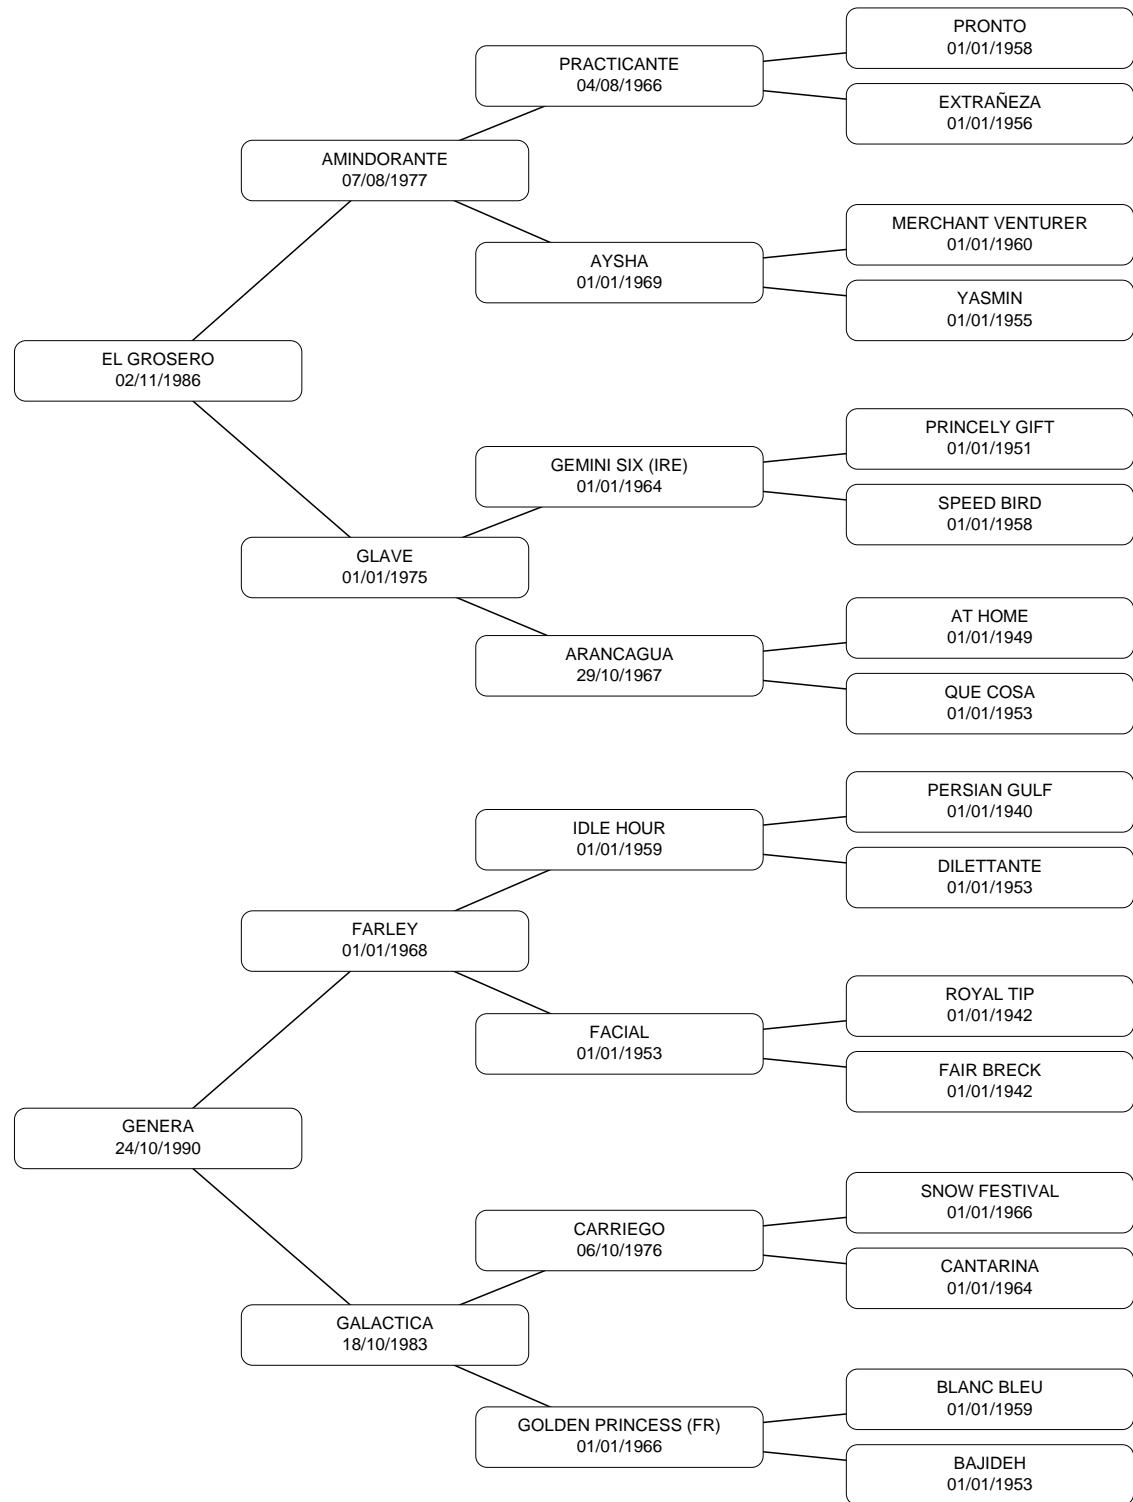 PRONTO
01/01/1958
PRACTICANTE
04/08/1966
EXTRAÑEZA
01/01/1956
AMINDORANTE
07/08/1977
MERCHANT VENTURER
01/01/1960
AYSHA
01/01/1969
YASMIN
01/01/1955
EL GROSERO
02/11/1986
PRINCELY GIFT
01/01/1951
GEMINI SIX (IRE)
01/01/1964
SPEED BIRD
01/01/1958
GLAVE
01/01/1975
AT HOME
01/01/1949
ARANCAGUA
29/10/1967
QUE COSA
01/01/1953
PERSIAN GULF
01/01/1940
IDLE HOUR
01/01/1959
DILETTANTE
01/01/1953
FARLEY
01/01/1968
ROYAL TIP
01/01/1942
FACIAL
01/01/1953
FAIR BRECK
01/01/1942
GENERA
24/10/1990
SNOW FESTIVAL
01/01/1966
CARRIEGO
06/10/1976
CANTARINA
01/01/1964
GALACTICA
18/10/1983
BLANC BLEU
01/01/1959
GOLDEN PRINCESS (FR)
01/01/1966
BAJIDEH
01/01/1953